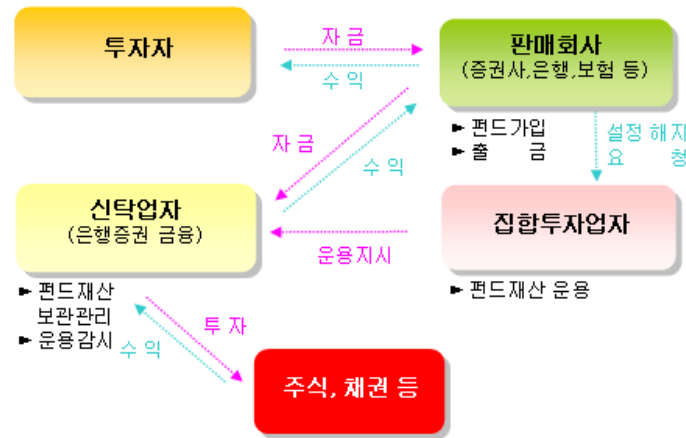 투자자
자 금
수 익
판매회사
(증권사,은행,보험 등)
► 펀드가입
► 출 금
설정 해지
요 청
자 금
수 익
신탁업자
(은행증권 금융)
운용지시
집합투자업자
► 펀드재산
보관관리
► 운용감시
► 펀드재산 운용
투 자
수 익
주식, 채권 등